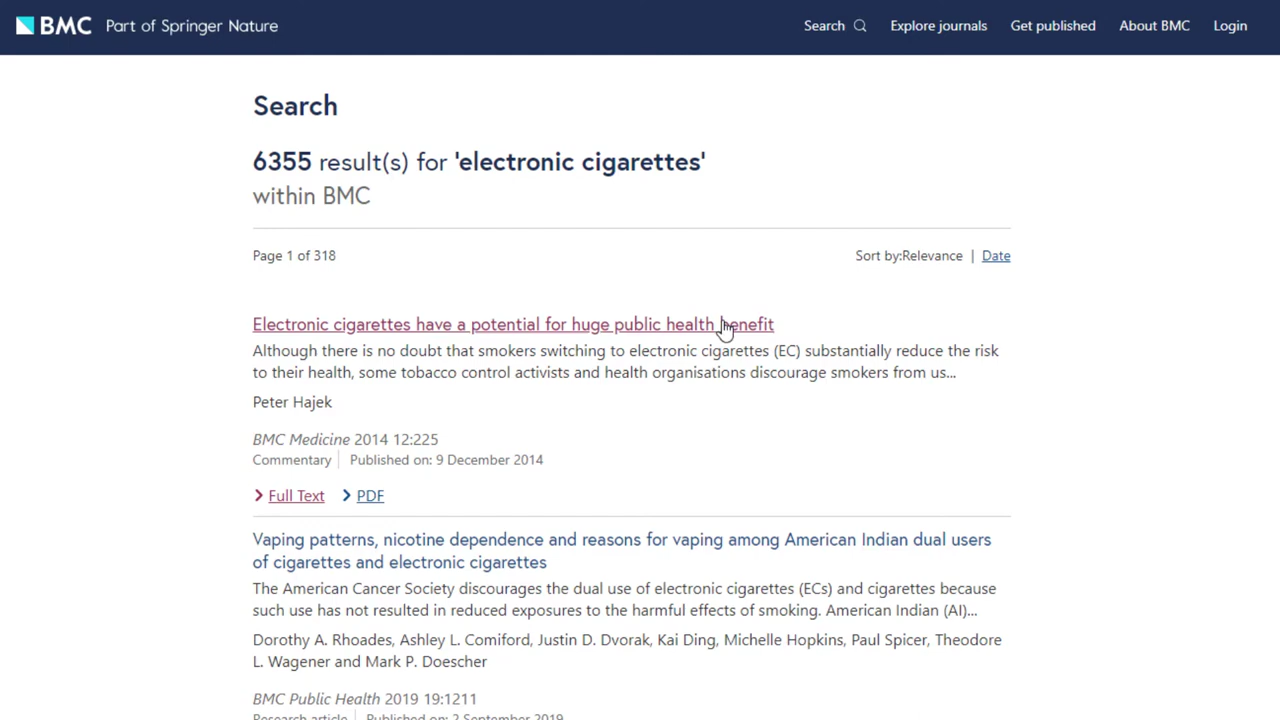 BMC Part of Springer Nature
Search Explore journals Get published About BMC Login
Search
6355 result(s) for 'electronic cigarettes'
within BMC
Page 1 of 318
Sort by:Relevance | Date
Electronic cigarettes have a potential for huge public health benefit
Although there is no doubt that smokers switching to electronic cigarettes (EC) substantially reduce the risk
to their health, some tobacco control activists and health organisations discourage smokers from us...
Peter Hajek
BMC Medicine 2014 12:225
Commentary Published on: 9 December 2014
Full Text PDF
Vaping patterns, nicotine dependence and reasons for vaping among American Indian dual users
of cigarettes and electronic cigarettes
The American Cancer Society discourages the dual use of electronic cigarettes (ECs) and cigarettes because
such use has not resulted in reduced exposures to the harmful effects of smoking. American Indian (AI)...
Dorothy A. Rhoades, Ashley L. Comiford, Justin D. Dvorak, Kai Ding, Michelle Hopkins, Paul Spicer, Theodore
L. Wagener and Mark P. Doescher
BMC Public Health 2019 19:1211
Research article Published on: 2 September 2019